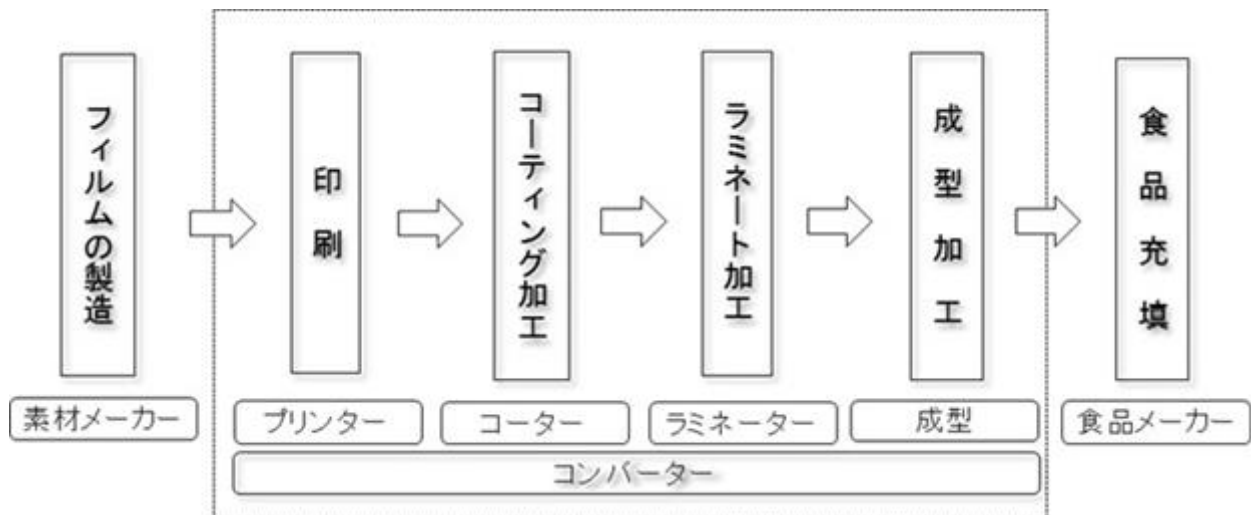 フィルムの製造
印刷
コーティング加工
ラミネート加工
成型加工
食品充填
素材メーカー
プリンター
コーター
ラミネーター
成型
食品メーカー
コンバーター